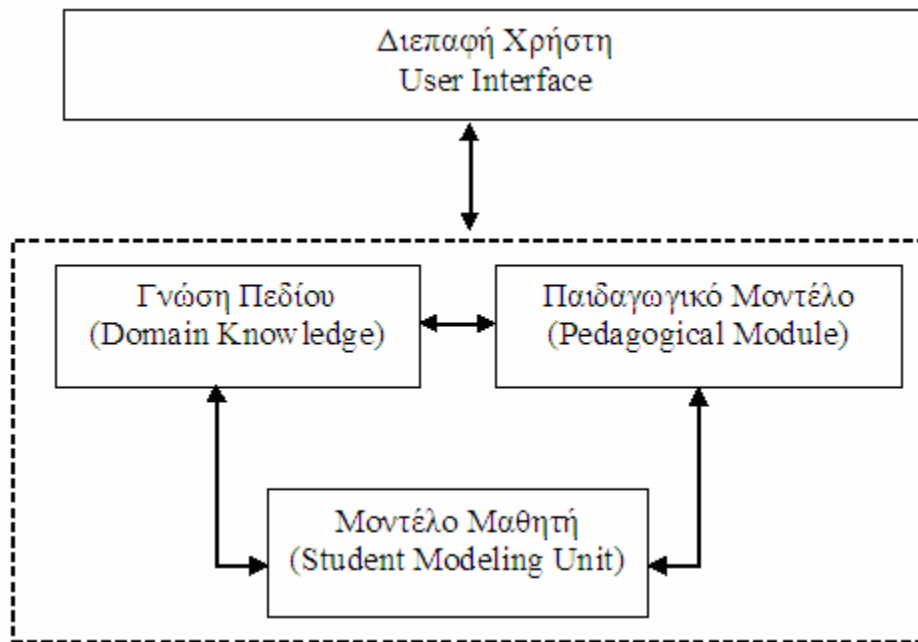 Διεπαφή Χρήστη
User Interface
Γνώση Πεδίου
(Domain Knowledge)
Παιδαγωγικό Μοντέλο
(Pedagogical Module)
Μοντέλο Μαθητή
(Student Modeling Unit)